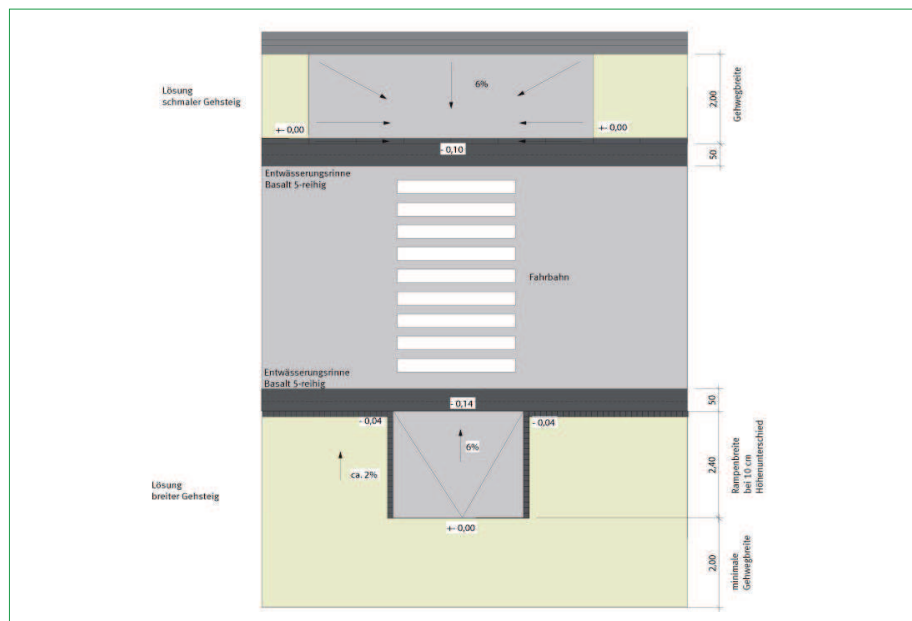 Lösung
schmaler Gehsteig
6%
+- 0,00
+- 0,00
- 0,10
2,00
Gehwegbreite
50
Entwässerungsrinne
Basalt 5-reihig
Fahrbahn
Entwässerungsrinne
Basalt 5-reihig
- 0,14
50
- 0,04
- 0,04
6%
ca. 2%
Lösung
breiter Gehsteig
+- 0,00
2,40
Rampenbreite
bei 10 cm
Höhenunterschied
2,00
minimale
Gehwegbreite